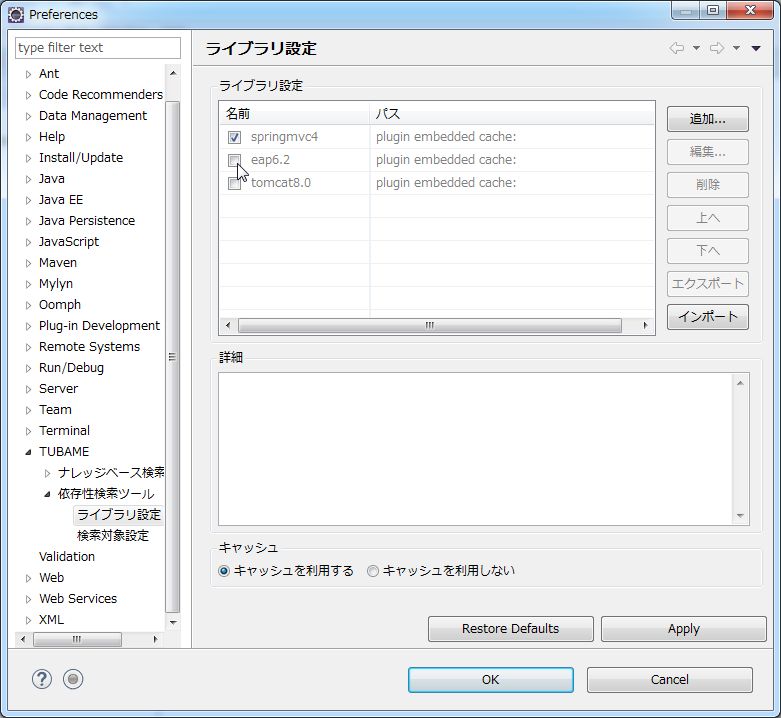 Preferences
type filter text
Ant
Code Recommenders
Data Management
Help
Install/Update
Java
Java EE
Java Persistence
JavaScript
Maven
Mylyn
Oomph
Plug-in Development
Remote Systems
Run/Debug
Server
Team
Terminal
TUBAME
ナレッジベース検索
依存性検索ツール
ライブラリ設定
検索対象設定
Validation
Web
Web Services
XML
ライブラリ設定
ライブラリ設定
名前 パス
springmvc4 plugin embedded cache:
eap6.2 plugin embedded cache:
tomcat8.0 plugin embedded cache:
追加...
編集...
削除
上へ
下へ
エクスポート
インポート
詳細
キャッシュ
キャッシュを利用する キャッシュを利用しない
Restore Defaults Apply
? OK Cancel